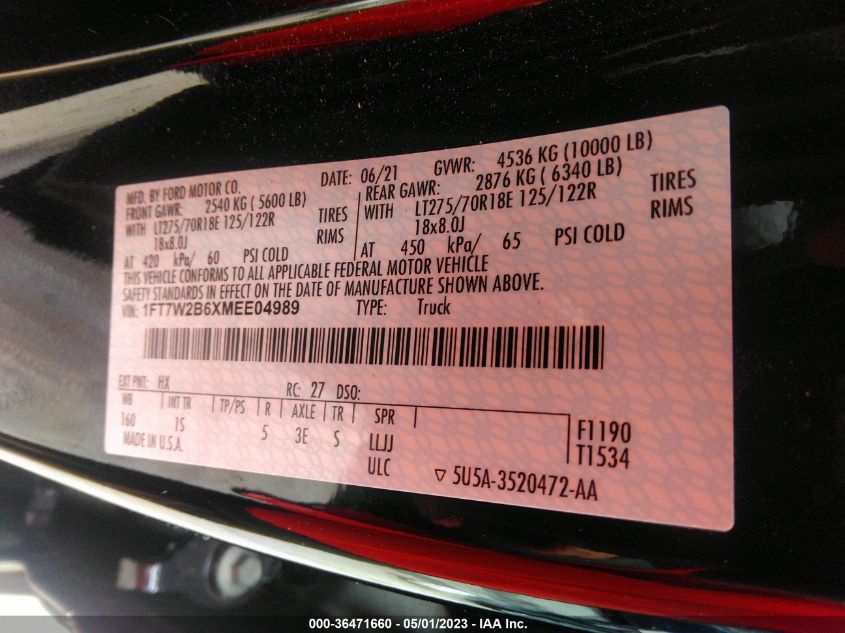 MFD. BY FORD MOTOR CO. DATE: 06/21 GVWR: 4536 KG (10000 LB)
FRONT GAWR: 2540 KG ( 5600 LB) REAR GAWR: 2876 KG ( 6340 LB)
WITH LT275/70R18E 125/122R TIRES WITH LT275/70R18E 125/122R TIRES
18x8.0J RIMS 18x8.0J RIMS
AT 420 kPa/ 60 PSI COLD AT 450 kPa/ 65 PSI COLD
THIS VEHICLE CONFORMS TO ALL APPLICABLE FEDERAL MOTOR VEHICLE
SAFETY STANDARDS IN EFFECT ON THE DATE OF MANUFACTURE SHOWN ABOVE.
VIN: 1FT7W2B6XMEE04989 TYPE: Truck
EXT PNT: HX RC: 27 DSO:
WB INT TR TP/PS R AXLE TR SPR
160 1S 5 3E S LLJJ F1190
MADE IN U.S.A. ULC T1534
5U5A-3520472-AA
000-36471660 - 05/01/2023 - IAA Inc.